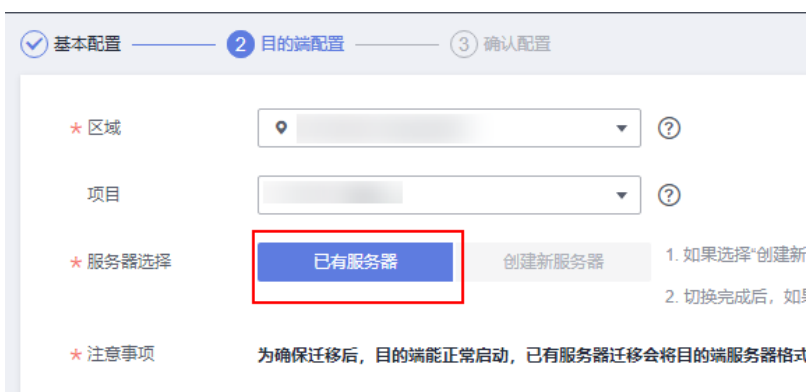 基本配置 2 目的端配置 3 确认配置
* 区域
项目
* 服务器选择 已有服务器 创建新服务器 1. 如果选择“创建新
2. 切换完成后，如
* 注意事项 为确保迁移后，目的端能正常启动，已有服务器迁移会将目的端服务器格式